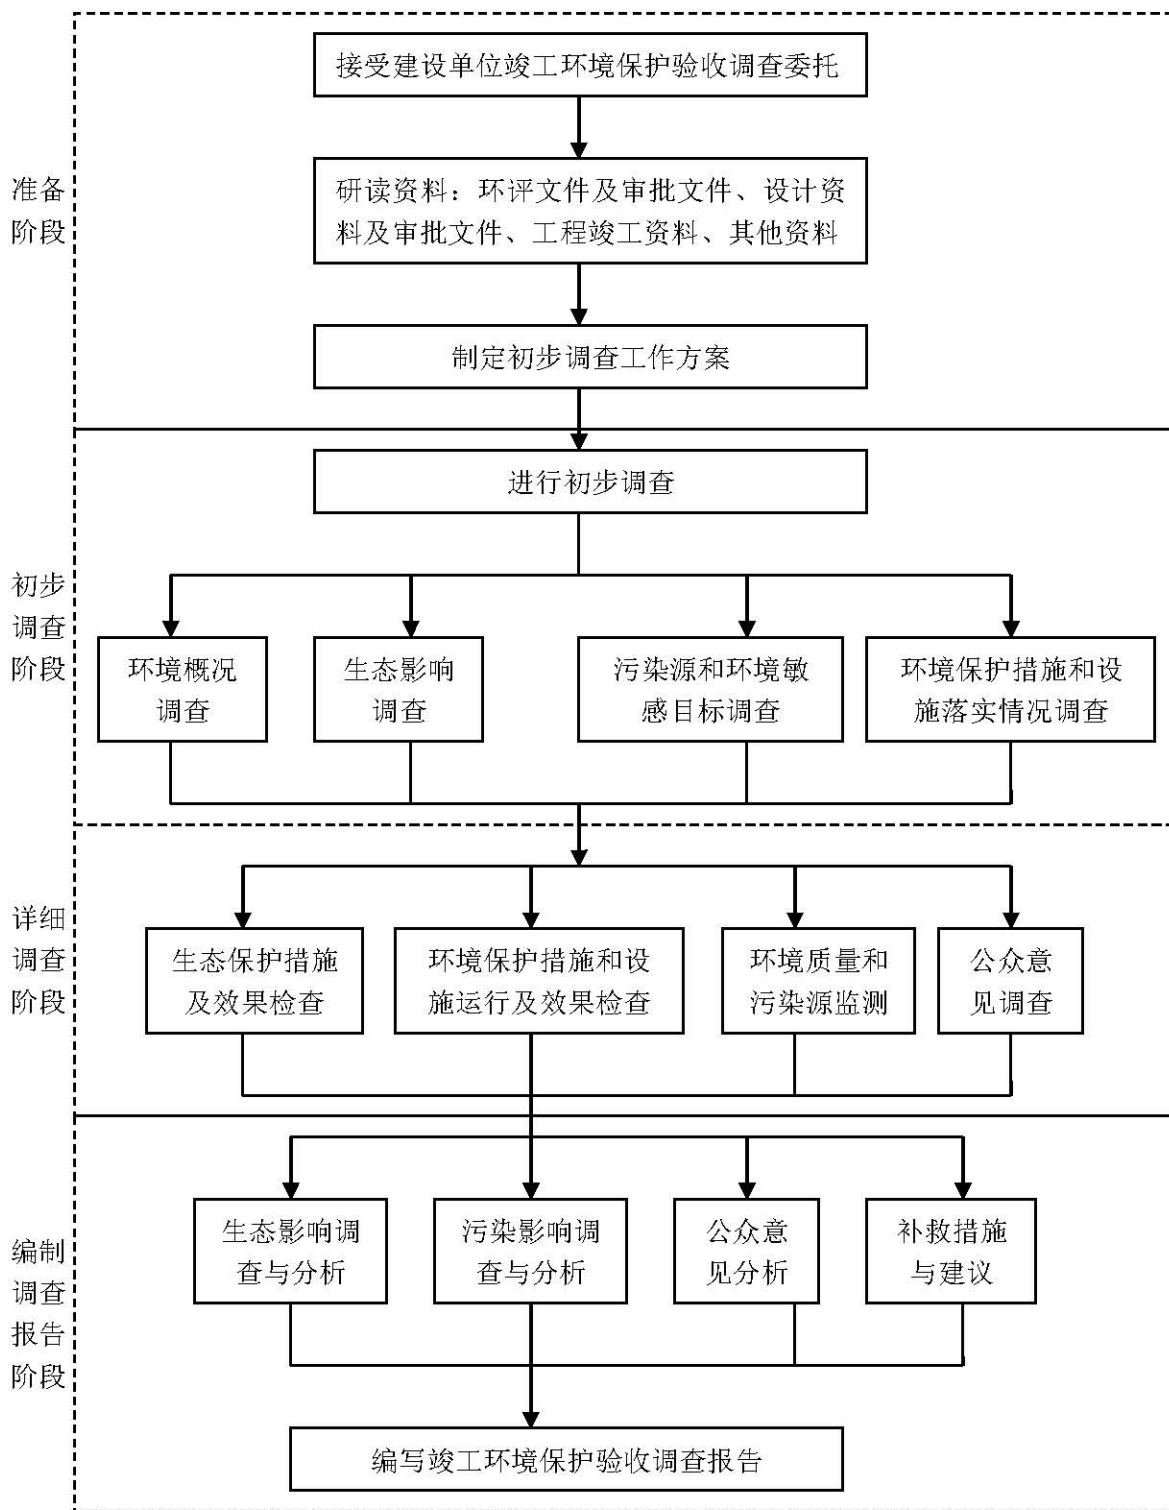 接受建设单位竣工环境保护验收调查委托
准备
阶段
研读资料：环评文件及审批文件、设计资
料及审批文件、工程竣工资料、其他资料
制定初步调查工作方案
进行初步调查
初步
调查
阶段
环境概况
调查
生态影响
调查
污染源和环境敏
感目标调查
环境保护措施和设
施落实情况调查
详细
调查
阶段
生态保护措施
及效果检查
环境保护措施和设
施运行及效果检查
环境质量和
污染源监测
公众意
见调查
编制
调查
报告
阶段
生态影响调
查与分析
污染影响调
查与分析
公众意
见分析
补救措施
与建议
编写竣工环境保护验收调查报告